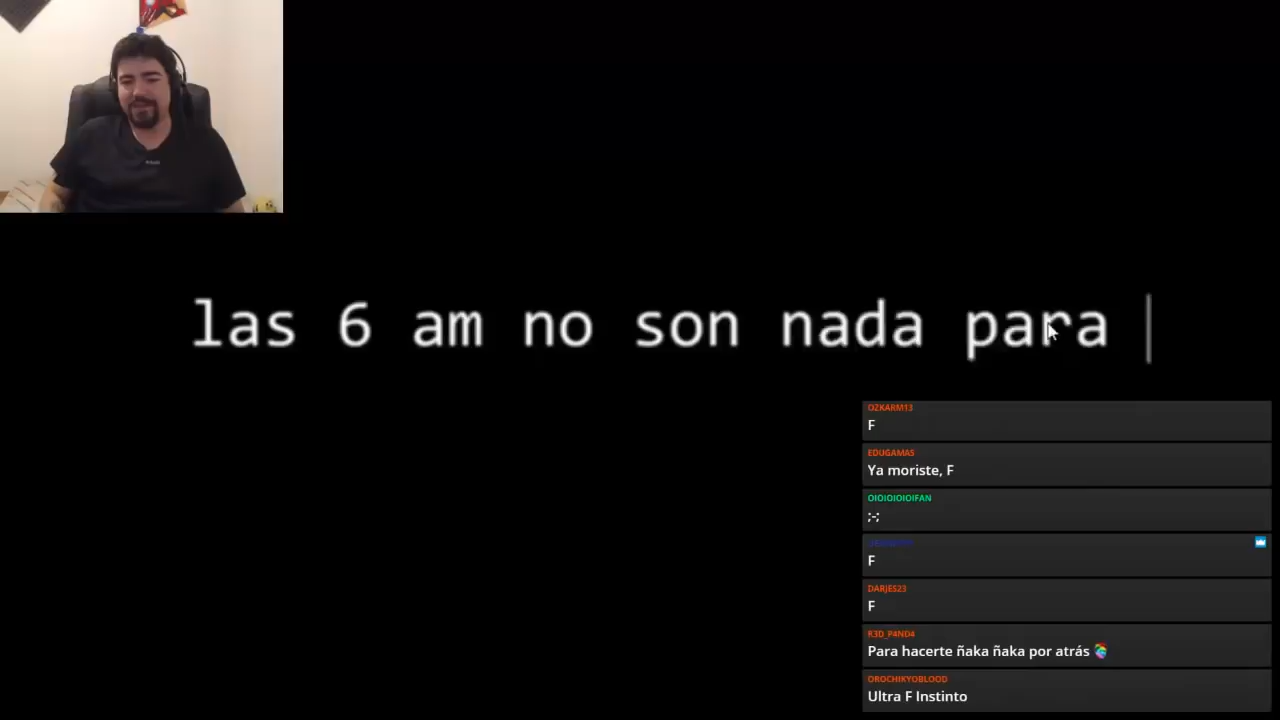 las 6 am no son nada para
OZKARM13
F
EDUGAMAS
Ya moriste, F
OIOIOIOIOIFAN
;-;
F
DARJES23
F
R3D_P4ND4
Para hacerte ñaka ñaka por atrás
OROCHIKYOBLOOD
Ultra F Instinto